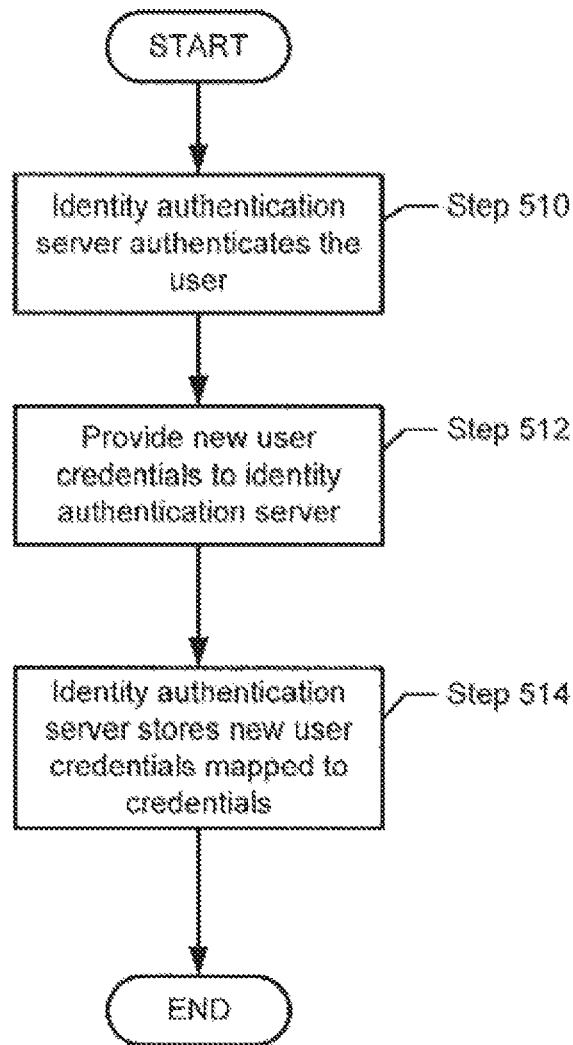 START
Identity authentication
server authenticates the
user
Step 510
Provide new user
credentials to identity
authentication server
Step 512
Identity authentication
server stores new user
credentials mapped to
credentials
Step 514
END